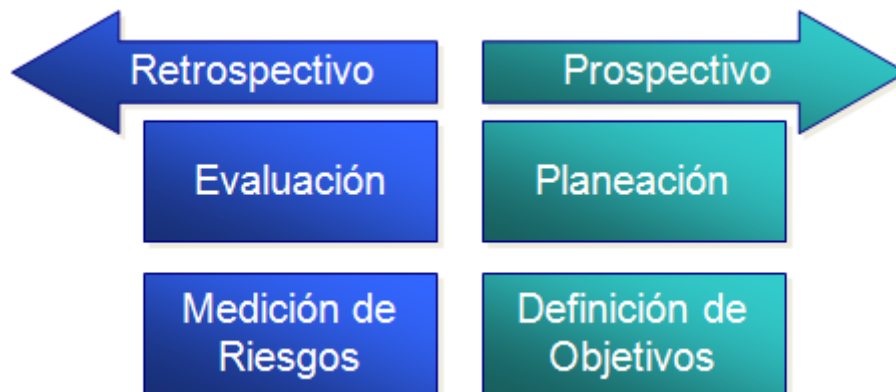 Retrospectivo
Prospectivo
Evaluación
Planeación
Medición de
Riesgos
Definición de
Objetivos